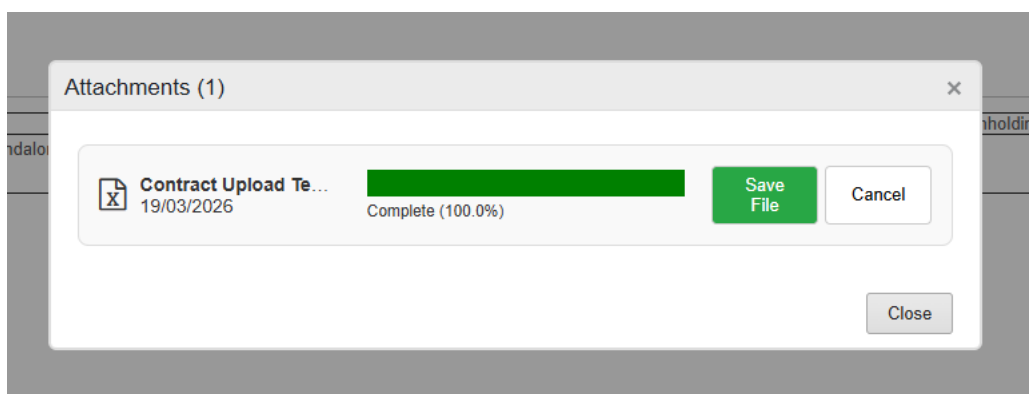 Attachments (1)
×
Contract Upload Te...
19/03/2026
Complete (100.0%)
Save
File
Cancel
Close